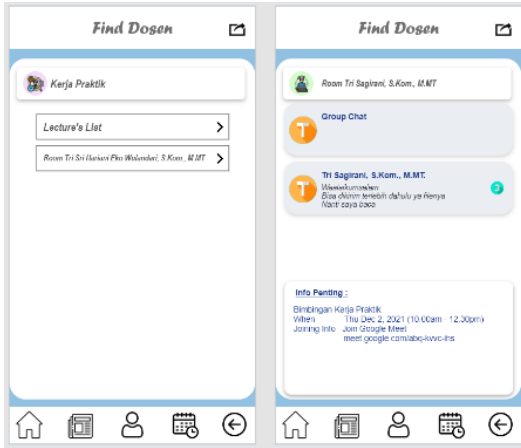 Find Dosen
Kerja Praktik
Lecture's List
Room Tri Sri Hariani Eko Wulandari, S.Kom., M.MT
Find Dosen
Room Tri Sagirani, S.Kom., M.MT
Group Chat
Tri Sagirani, S.Kom., M.MT.
Waalaikumsalam
Bisa dikirim terlebih dahulu ya filenya
Nanti saya baca
3
Info Penting :
Bimbingan Kerja Praktik
When Thu Dec 2, 2021 (10.00am - 12.30pm)
Joining Info Join Google Meet
meet.google.com/abq-kvvc-ihs